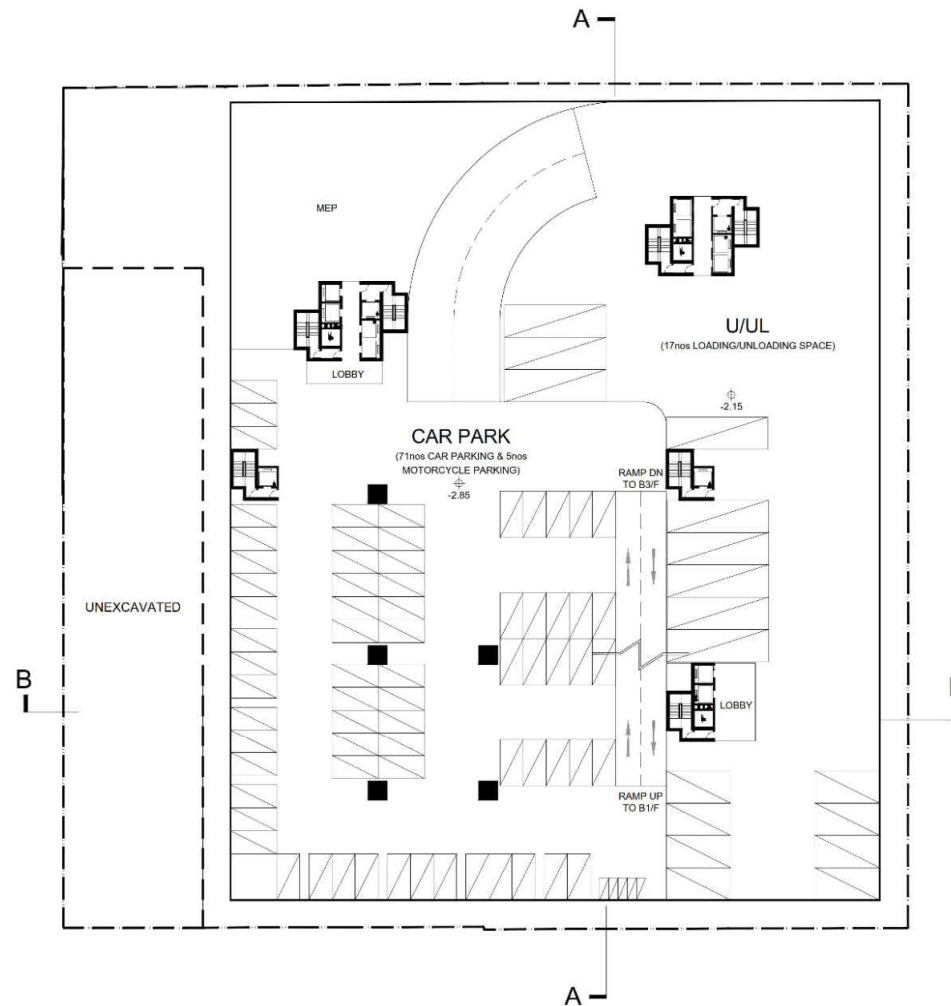 A
MEP
U/UL
(17nos LOADING/UNLOADING SPACE)
LOBBY
-2.15
CAR PARK
(71nos CAR PARKING & 5nos
MOTORCYCLE PARKING)
-2.85
RAMP DN
TO B3/F
UNEXCAVATED
B
LOBBY
RAMP UP
TO B1/F
A